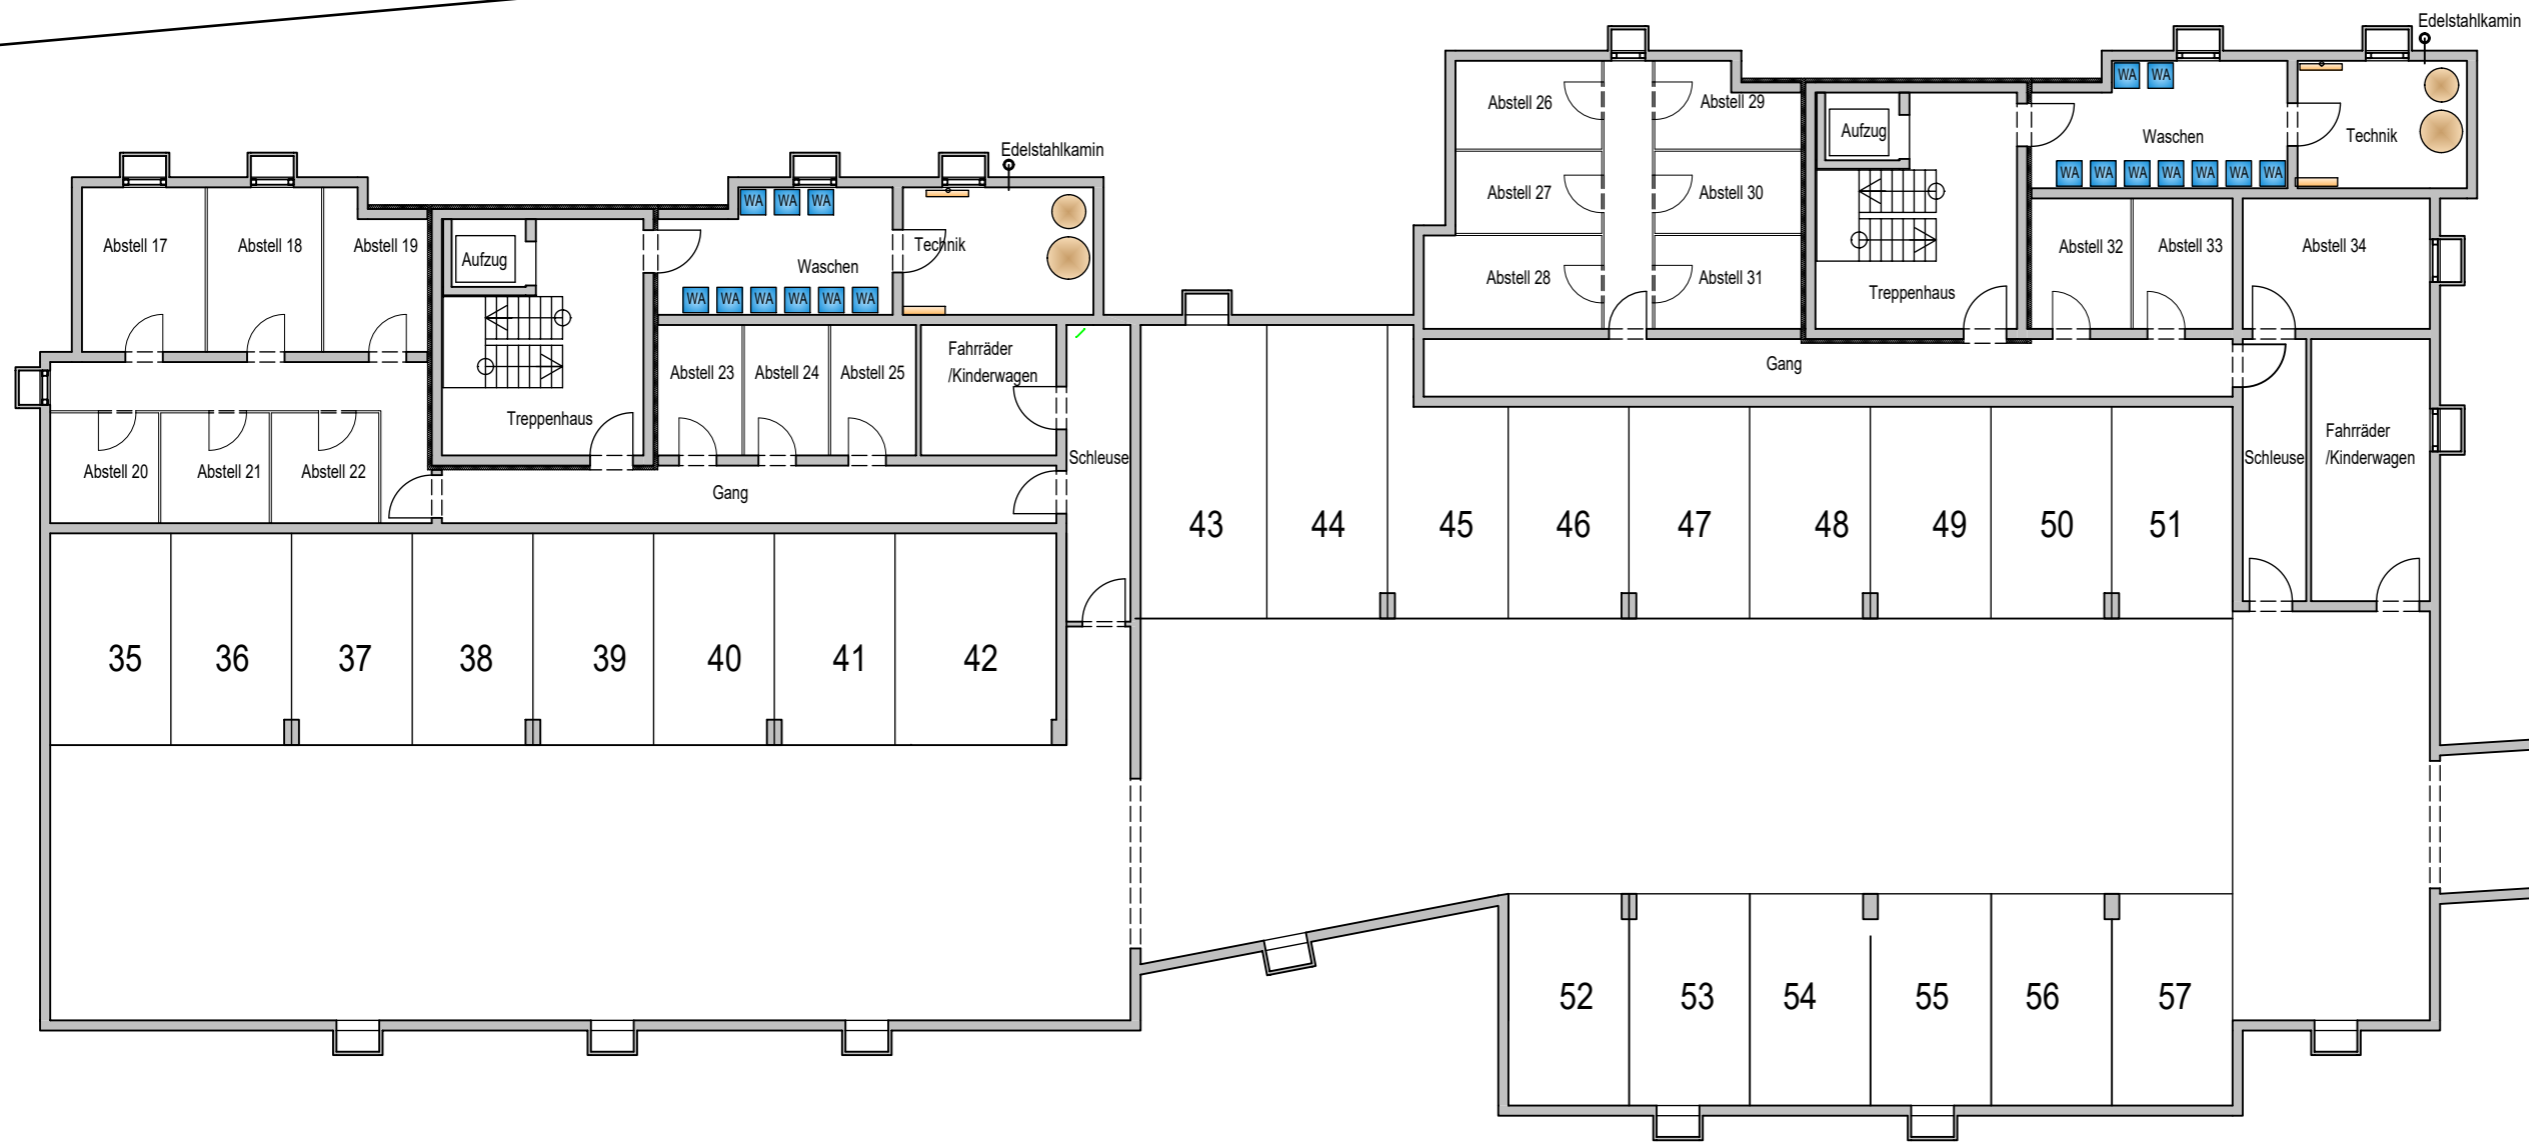 Edelstahlkamin
WA WA
Abstell 26
Abstell 29
Aufzug
Waschen
Technik
Edelstahlkamin
WA WA WA WA WA WA WA
Abstell 27
Abstell 30
WA WA WA
Abstell 17
Abstell 18
Abstell 19
Aufzug
Technik
Waschen
Abstell 28
Abstell 31
Treppenhaus
Abstell 32
Abstell 33
Abstell 34
WA WA WA WA WA WA
Fahrräder
/Kinderwagen
Abstell 23
Abstell 24
Abstell 25
Gang
Treppenhaus
Abstell 20
Abstell 21
Abstell 22
Schleuse
Gang
Fahrräder
/Kinderwagen
Schleuse
43
44
45
46
47
48
49
50
51
35
36
37
38
39
40
41
42
52
53
54
55
56
57